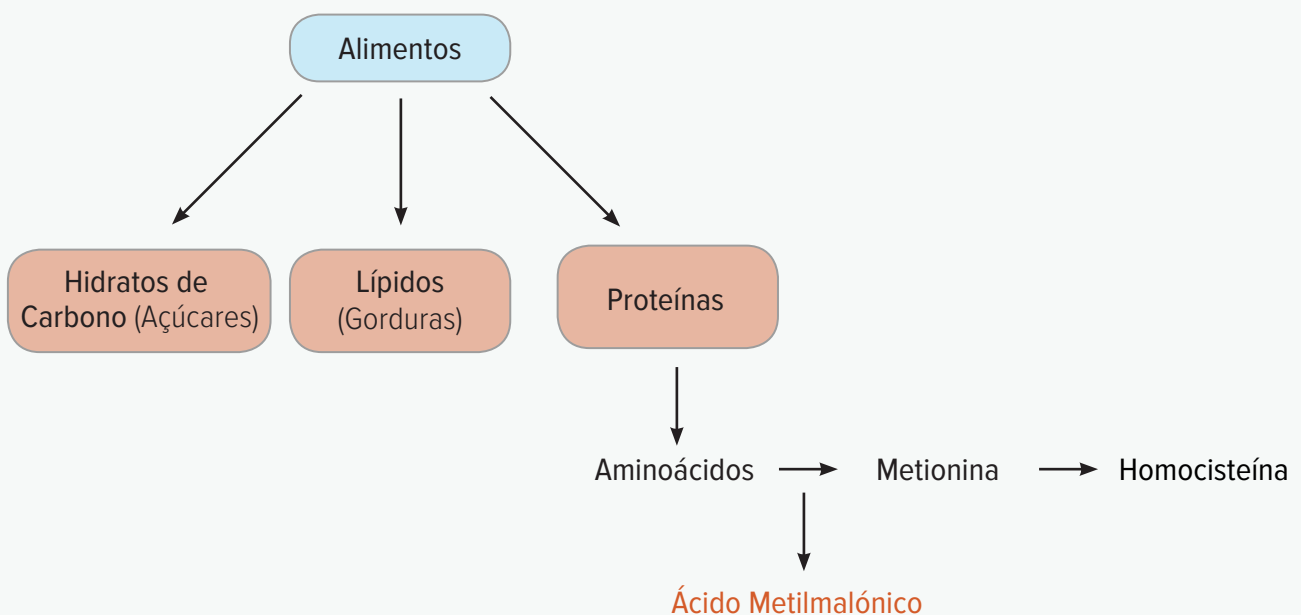 Alimentos
Hidratos de
Carbono (Açúcares)
Lípidos
(Gorduras)
Proteínas
Aminoácidos
Metionina
Homocisteína
Ácido Metilmalónico